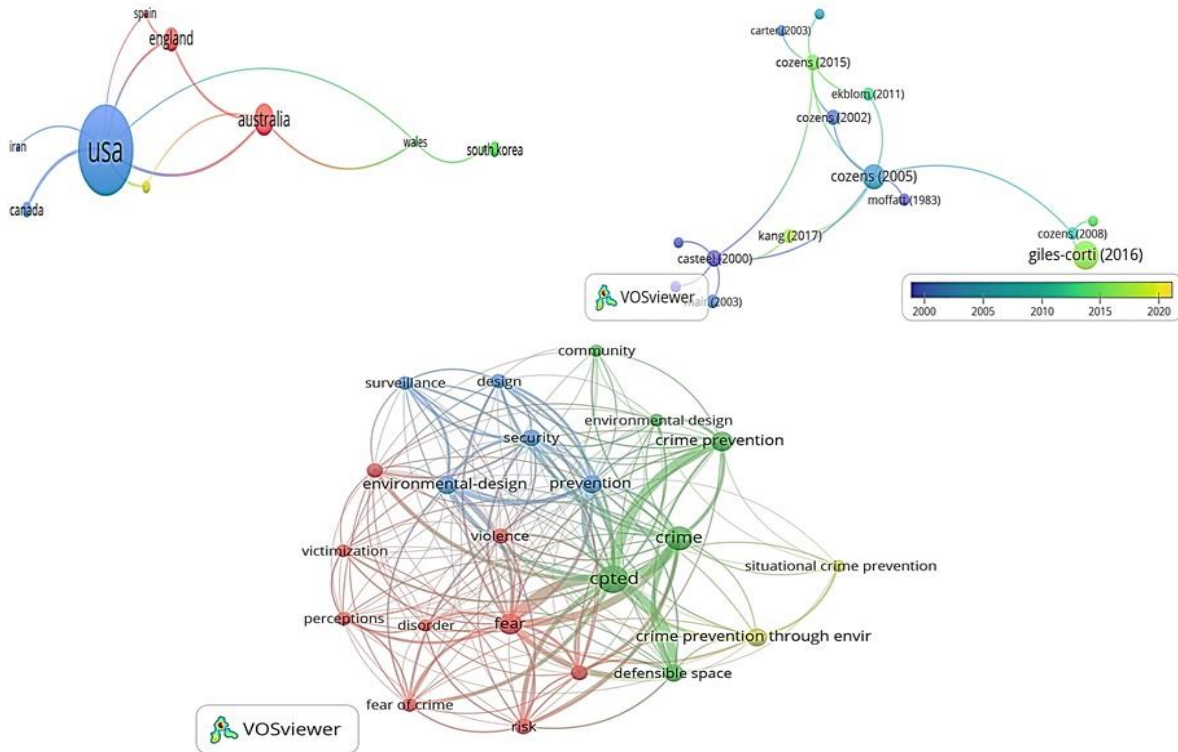 spain
england
usa
australia
iran
canada
wales
south korea
carter (2003)
cozens (2015)
ekblom (2011)
cozens (2002)
cozens (2005)
moffatt (1983)
kang (2017)
casteel (2000)
cozens (2008)
giles-corti (2016)
VOSviewer
2000 2005 2010 2015 2020
community
surveillance
design
environmental design
security
crime prevention
environmental-design
prevention
violence
crime
victimization
cpted
situational crime prevention
perceptions
disorder
fear
crime prevention through envir
defensible space
fear of crime
risk
VOSviewer